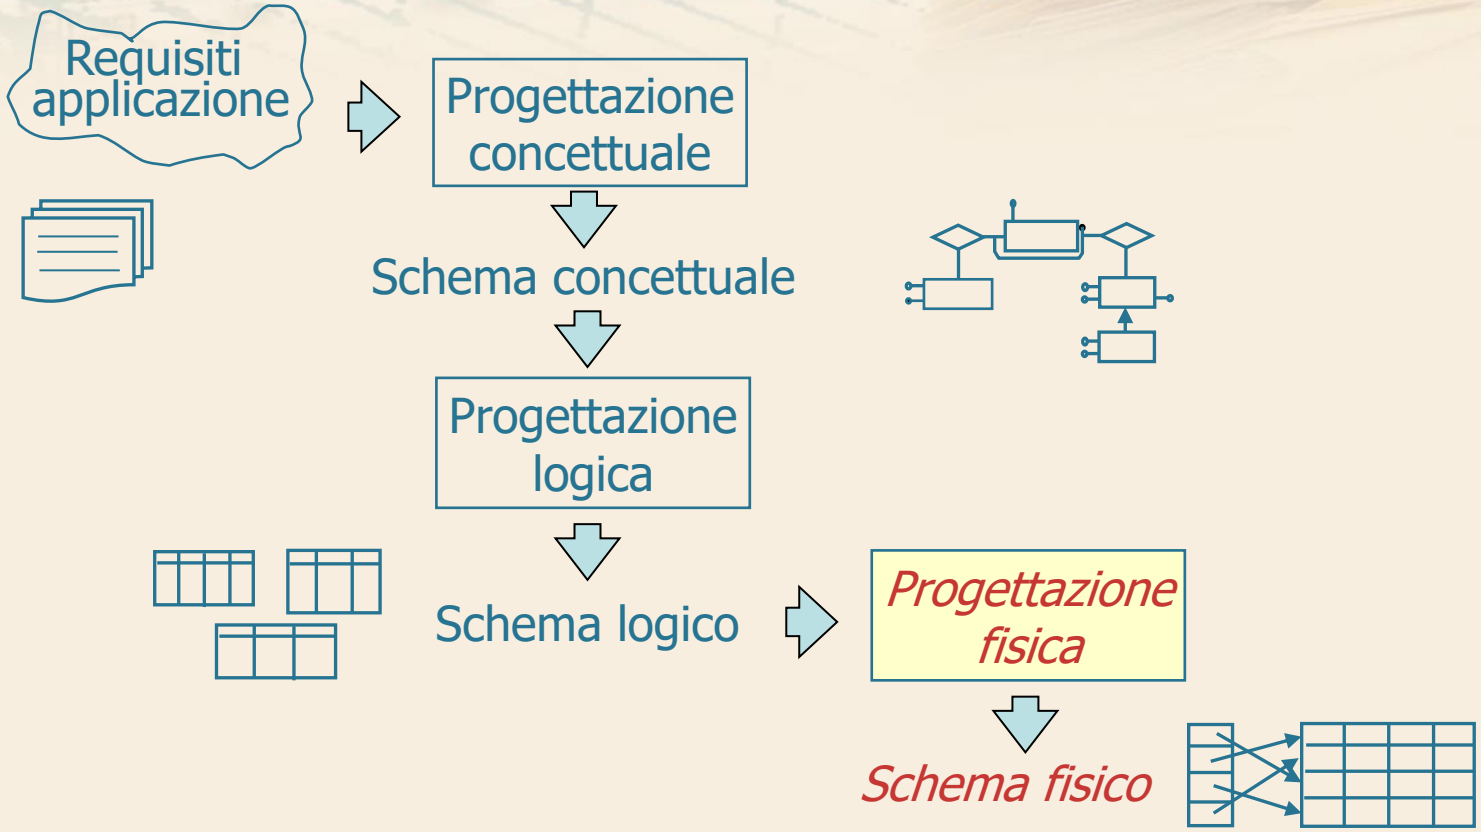 Requisiti
applicazione
Progettazione
concettuale
Schema concettuale
Progettazione
logica
Schema logico
Progettazione
fisica
Schema fisico